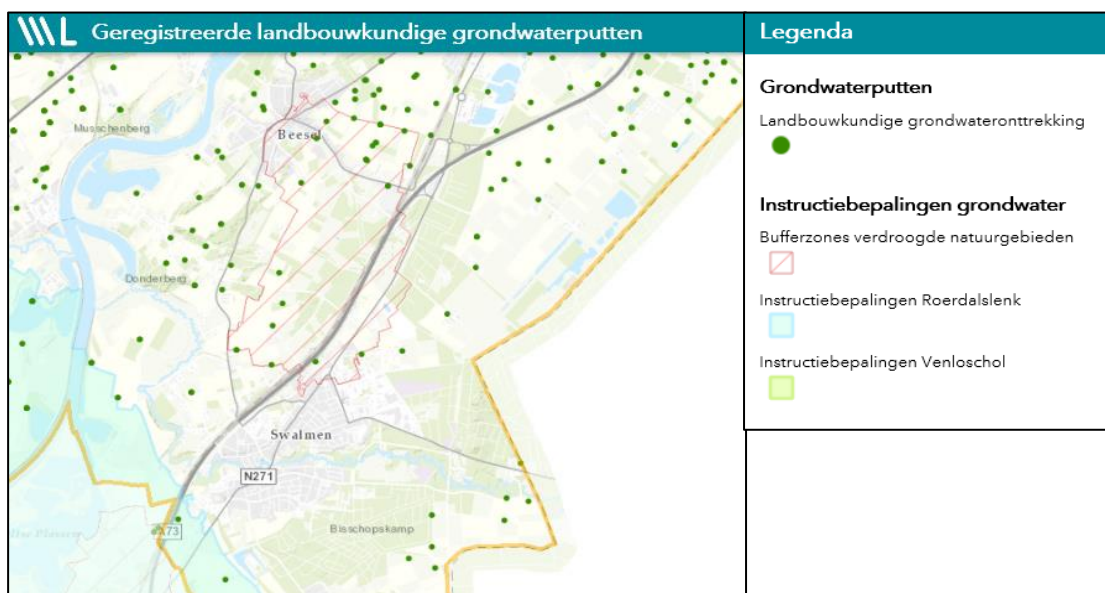 WL Geregistreerde landbouwkundige grondwaterputten
Legenda
Grondwaterputten
Landbouwkundige grondwateronttrekking
Instructiebepalingen grondwater
Bufferzones verdroogde natuurgebieden
Instructiebepalingen Roerdalslenk
Instructiebepalingen Venloschol
Musschenberg
Beesel
Donderberg
Swalmen
N271
A73
Bisschopskamp